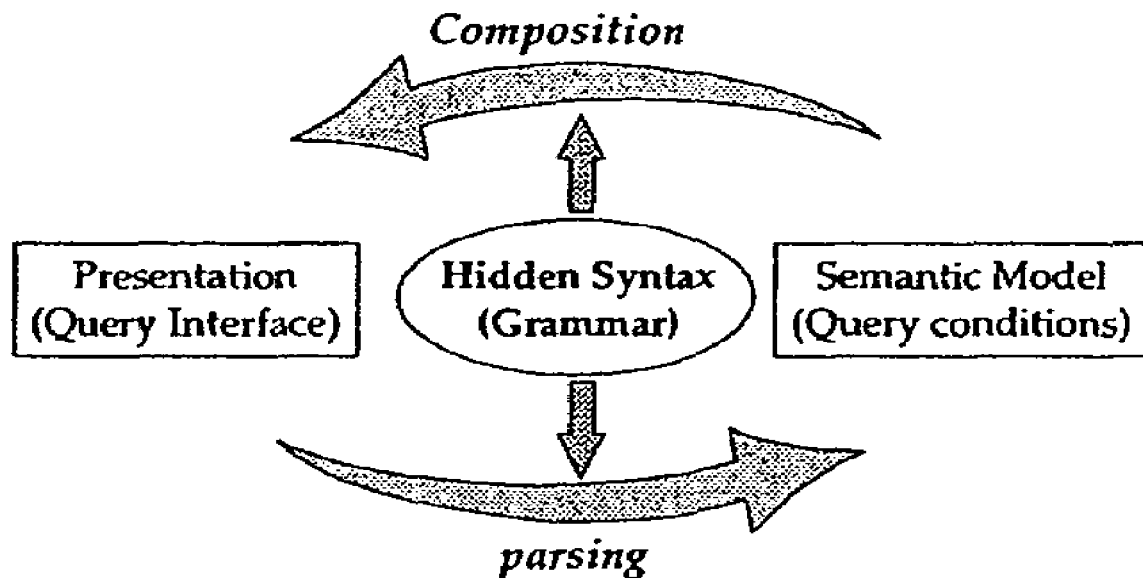 Composition
Presentation
(Query Interface)
Hidden Syntax
(Grammar)
Semantic Model
(Query conditions)
parsing